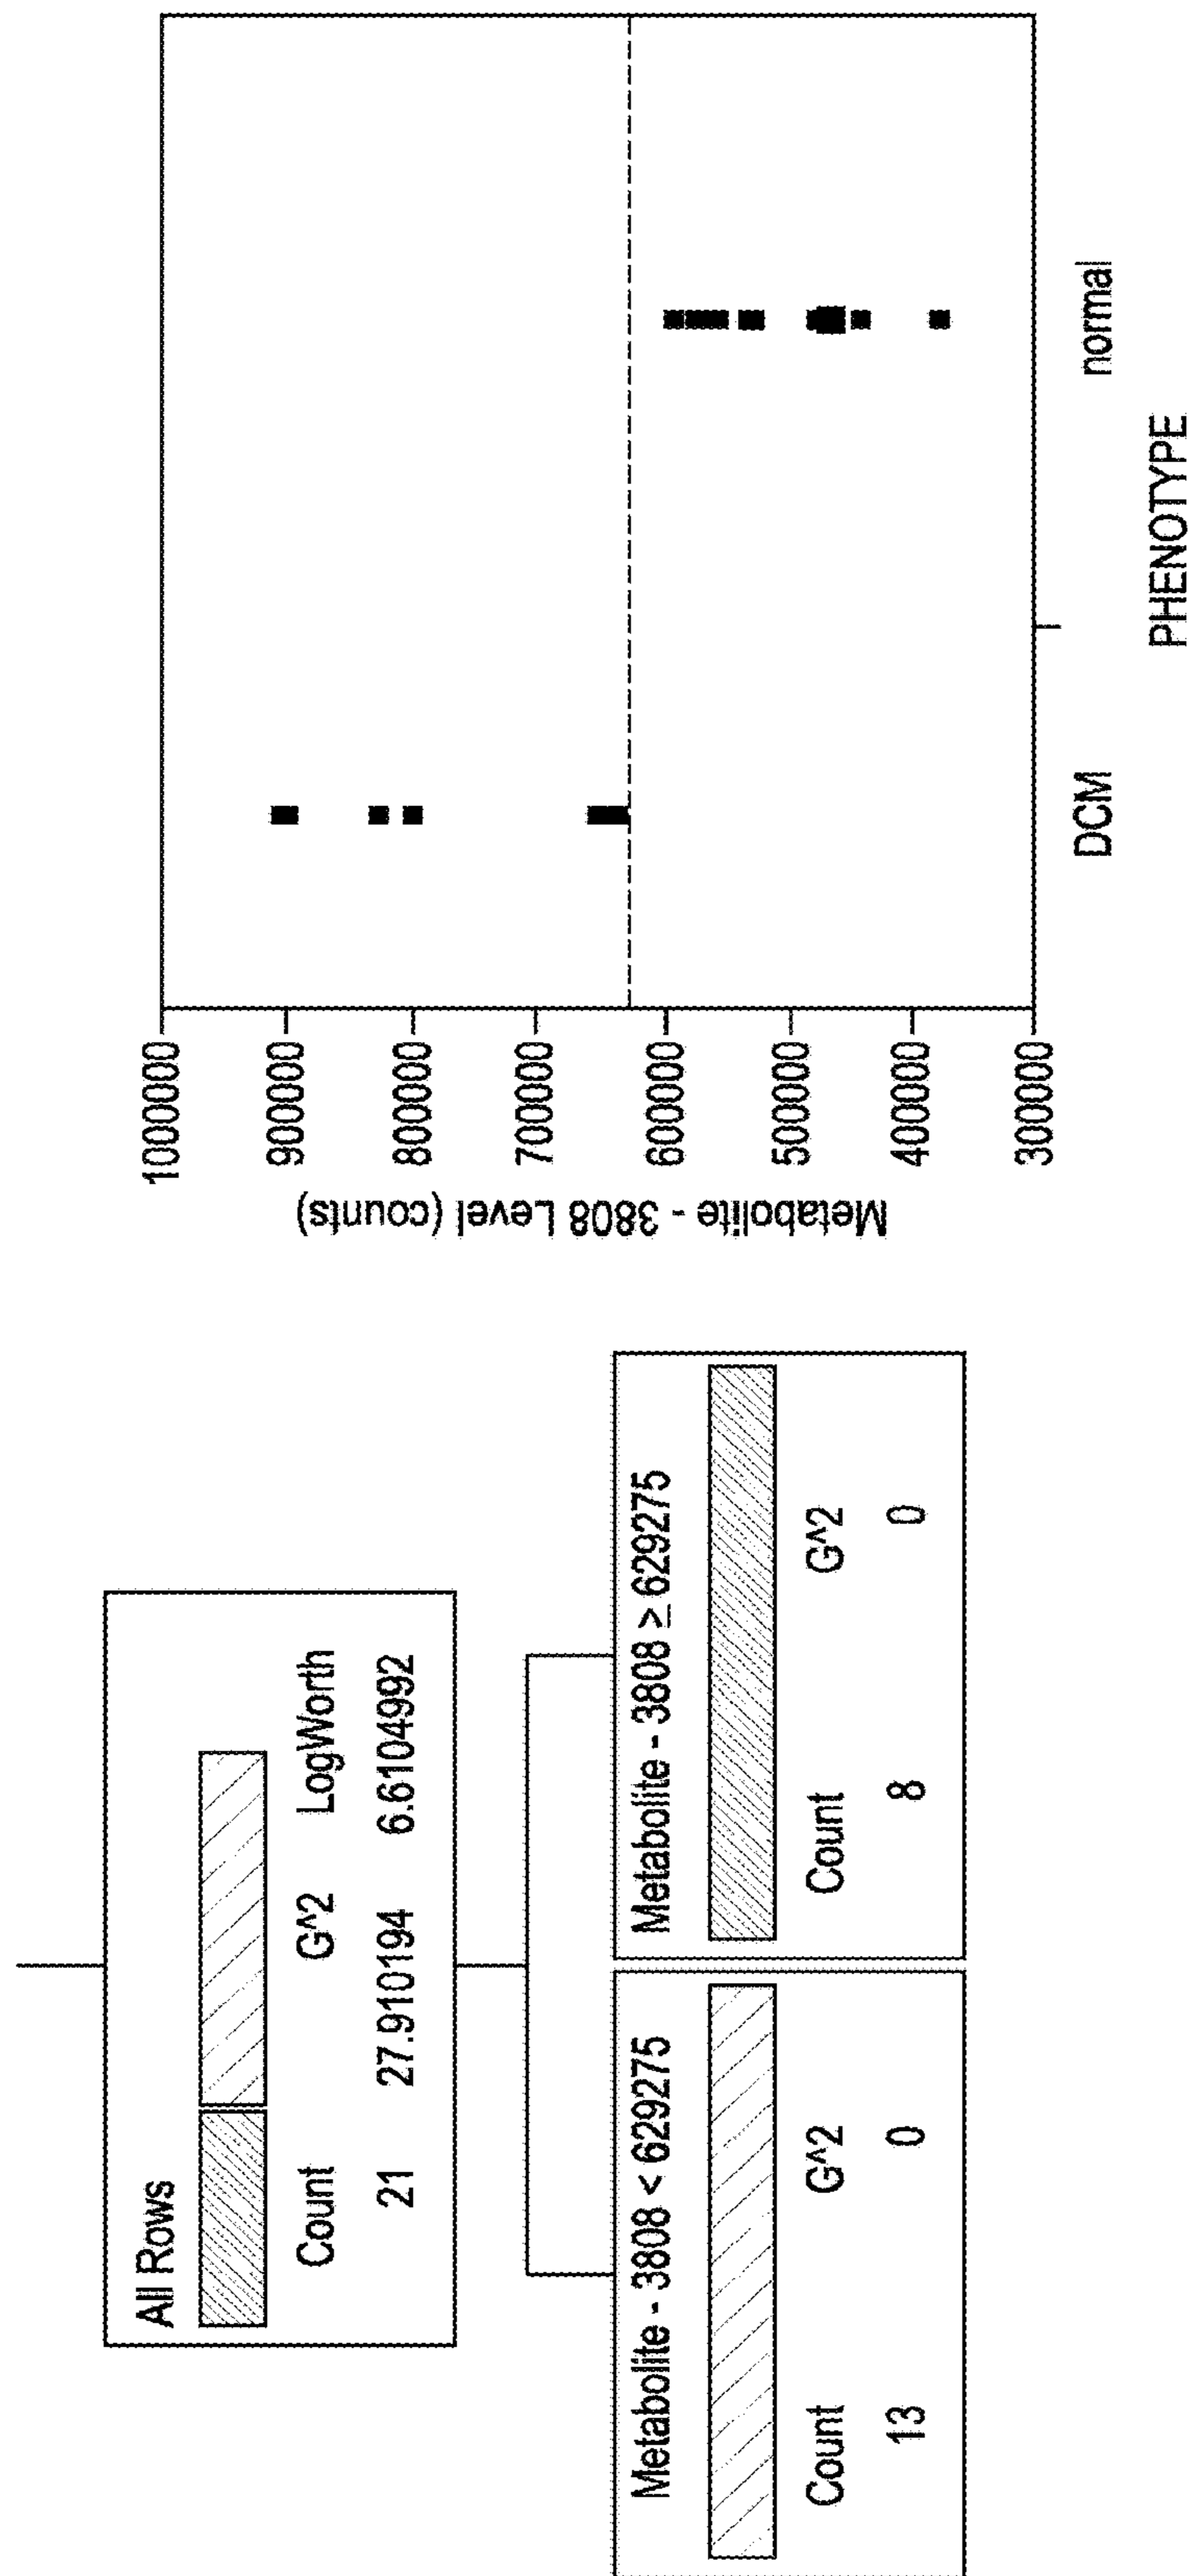 All Rows
Count G^2 LogWorth
21 27.910194 6.6104992
Metabolite - 3808 < 629275
Count G^2
13 0
Metabolite - 3808 ≥ 629275
Count G^2
8 0
Metabolite - 3808 Level (counts)
1000000
900000
800000
700000
600000
500000
400000
300000
DCM normal
PHENOTYPE